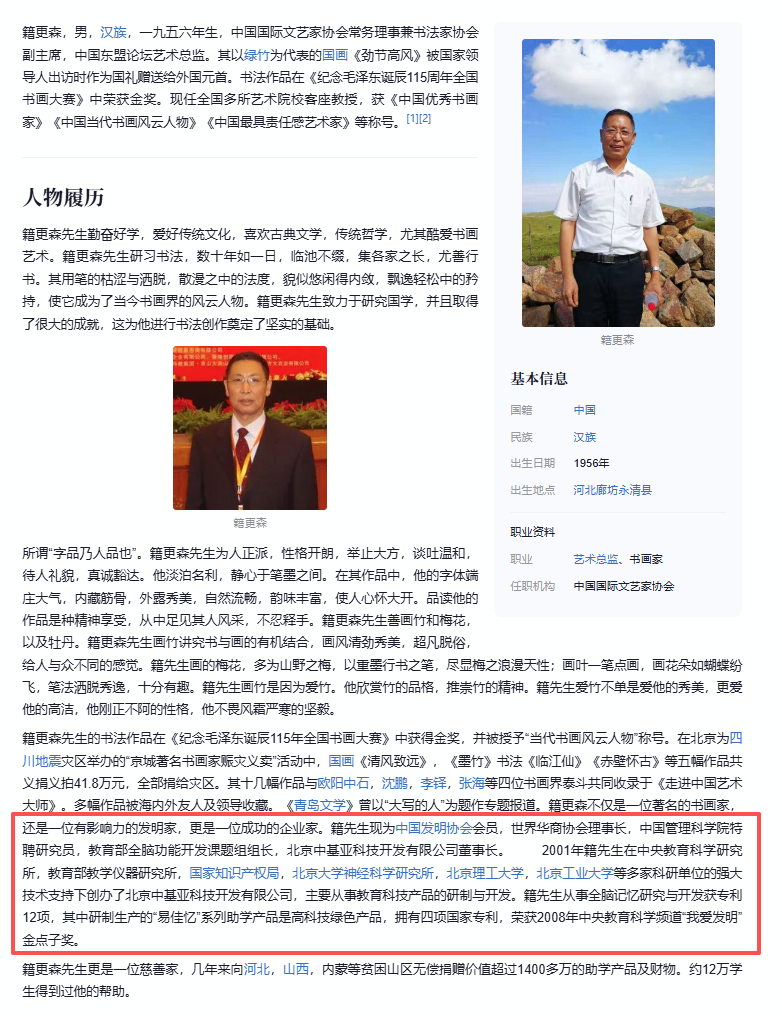 籍更森，男，汉族，一九五六年生，中国国际文艺家协会常务理事兼书法家协会
副主席，中国东盟论坛艺术总监。其以绿竹为代表的国画《劲节高风》被国家领
导人出访时作为国礼赠送给外国元首。书法作品在《纪念毛泽东诞辰115周年全国
书画大赛》中荣获金奖。现任全国多所艺术院校客座教授，获《中国优秀书画
家》《中国当代书画风云人物》《中国最具责任感艺术家》等称号。[1][2]
人物履历
籍更森先生勤奋好学，爱好传统文化，喜欢古典文学，传统哲学，尤其酷爱书画
艺术。籍更森先生研习书法，数十年如一日，临池不缀，集各家之长，尤善行
书。其用笔的枯涩与洒脱，散漫之中的法度，貌似悠闲得内敛，飘逸轻松中的矜
持，使它成为了当今书画界的风云人物。籍更森先生致力于研究国学，并且取得
了很大的成就，这为他进行书法创作奠定了坚实的基础。
籍更森
所谓“字品乃人品也”。籍更森先生为人正派，性格开朗，举止大方，谈吐温和，
待人礼貌，真诚豁达。他淡泊名利，静心于笔墨之间。在其作品中，他的字体端
庄大气，内藏筋骨，外露秀美，自然流畅，韵味丰富，使人心怀大开。品读他的
作品是种精神享受，从中足见其人风采，不忍释手。籍更森先生善画竹和梅花，
以及牡丹。籍更森先生画竹讲究书与画的有机结合，画风清劲秀美，超凡脱俗，
给人与众不同的感觉。籍先生画的梅花，多为山野之梅，以重墨行书之笔，尽显梅之浪漫天性；画叶一笔点画，画花朵如蝴蝶纷
飞，笔法洒脱秀逸，十分有趣。籍先生画竹是因为爱竹。他欣赏竹的品格，推崇竹的精神。籍先生爱竹不单是爱他的秀美，更爱
他的高洁，他刚正不阿的性格，他不畏风霜严寒的坚毅。
籍更森先生的书法作品在《纪念毛泽东诞辰115年全国书画大赛》中获得金奖，并被授予“当代书画风云人物”称号。在北京为四
川地震灾区举办的“京城著名书画家赈灾义卖”活动中，国画《清风致远》，《墨竹》书法《临江仙》《赤壁怀古》等五幅作品共
义捐义拍41.8万元，全部捐给灾区。其十几幅作品与欧阳中石，沈鹏，李铎，张海等四位书画界泰斗共同收录于《走进中国艺术
大师》。多幅作品被海内外友人及领导收藏。《青岛文学》曾以“大写的人”为题作专题报道。籍更森不仅是一位著名的书画家，
还是一位有影响力的发明家，更是一位成功的企业家。籍先生现为中国发明协会会员，世界华商协会理事长，中国管理科学院特
聘研究员，教育部全脑功能开发课题组组长，北京中基亚科技开发有限公司董事长。 2001年籍先生在中央教育科学研究
所，教育部教学仪器研究所，国家知识产权局，北京大学神经科学研究所，北京理工大学，北京工业大学等多家科研单位的强大
技术支持下创办了北京中基亚科技开发有限公司，主要从事教育科技产品的研制与开发。籍先生从事全脑记忆研究与开发获专利
12项，其中研制生产的“易佳忆”系列助学产品是高科技绿色产品，拥有四项国家专利，荣获2008年中央教育科学频道“我爱发明”
金点子奖。
籍更森先生更是一位慈善家，几年来向河北，山西，内蒙等贫困山区无偿捐赠价值超过1400多万的助学产品及财物。约12万学
生得到过他的帮助。
籍更森
基本信息
国籍 中国
民族 汉族
出生日期 1956年
出生地点 河北廊坊永清县
职业资料
职业 艺术总监、书画家
任职机构 中国国际文艺家协会